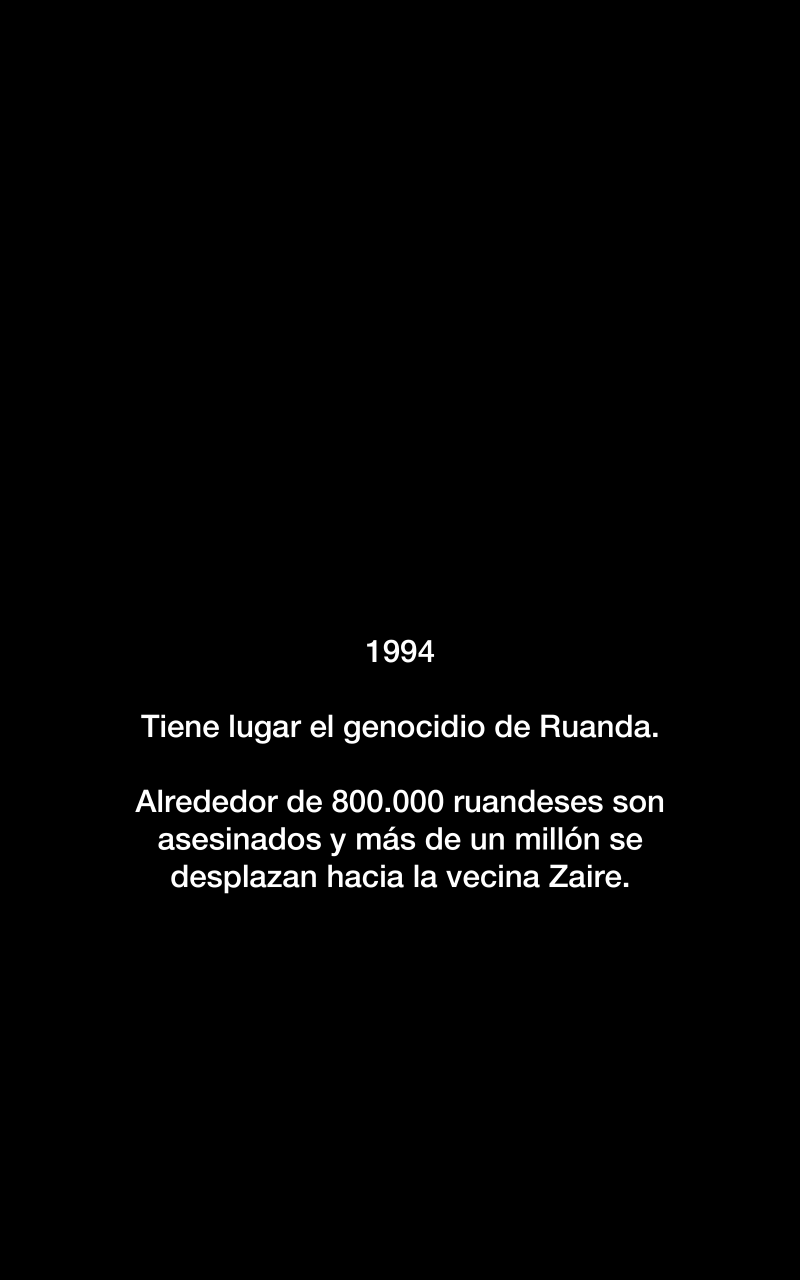 1994
Tiene lugar el genocidio de Ruanda.
Alrededor de 800.000 ruandeses son
asesinados y más de un millón se
desplazan hacia la vecina Zaire.